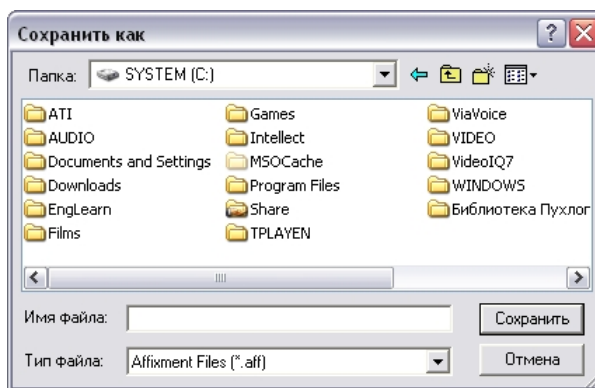 Сохранить как
Папка: SYSTEM (C:)
ATI
AUDIO
Documents and Settings
Downloads
EngLearn
Films
Games
Intellect
MSOCache
Program Files
Share
TPLAYEN
ViaVoice
VIDEO
VideoIQ7
WINDOWS
Библиотека Пухлог
Имя файла:
Сохранить
Тип файла: Affixment Files (*.aff)
Отмена